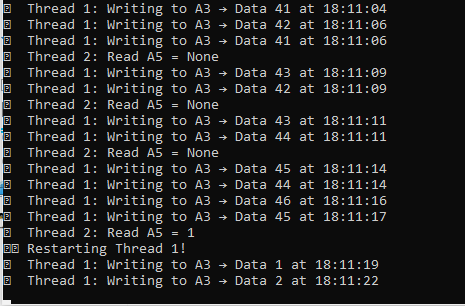 Thread 1: Writing to A3 → Data 41 at 18:11:04
Thread 1: Writing to A3 → Data 42 at 18:11:06
Thread 1: Writing to A3 → Data 41 at 18:11:06
Thread 2: Read A5 = None
Thread 1: Writing to A3 → Data 43 at 18:11:09
Thread 1: Writing to A3 → Data 42 at 18:11:09
Thread 2: Read A5 = None
Thread 1: Writing to A3 → Data 43 at 18:11:11
Thread 1: Writing to A3 → Data 44 at 18:11:11
Thread 2: Read A5 = None
Thread 1: Writing to A3 → Data 45 at 18:11:14
Thread 1: Writing to A3 → Data 44 at 18:11:14
Thread 1: Writing to A3 → Data 46 at 18:11:16
Thread 1: Writing to A3 → Data 45 at 18:11:17
Thread 2: Read A5 = 1
Restarting Thread 1!
Thread 1: Writing to A3 → Data 1 at 18:11:19
Thread 1: Writing to A3 → Data 2 at 18:11:22